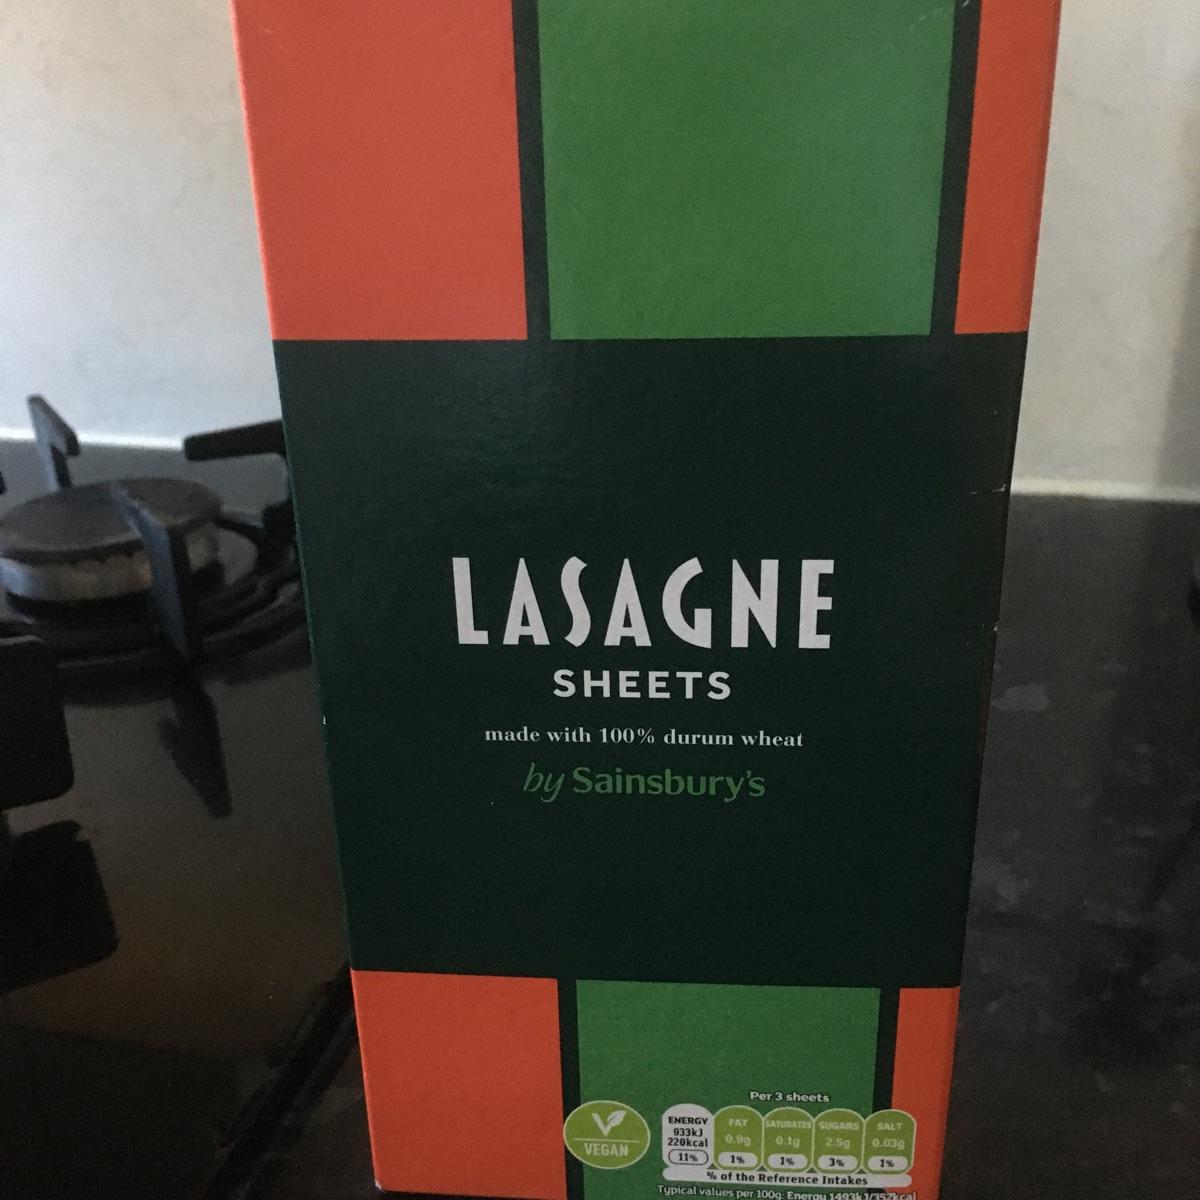 LASAGNE
SHEETS
made with 100% durum wheat
by Sainsbury's
VEGAN
Per 3 sheets
ENERGY 933kJ 220kcal 11%
FAT 0.9g 1%
SATURATES 0.1g 1%
SUGARS 2.5g 3%
SALT 0.03g 1%
% of the Reference Intakes
Typical values per 100g: Energy 1493kJ/352kcal